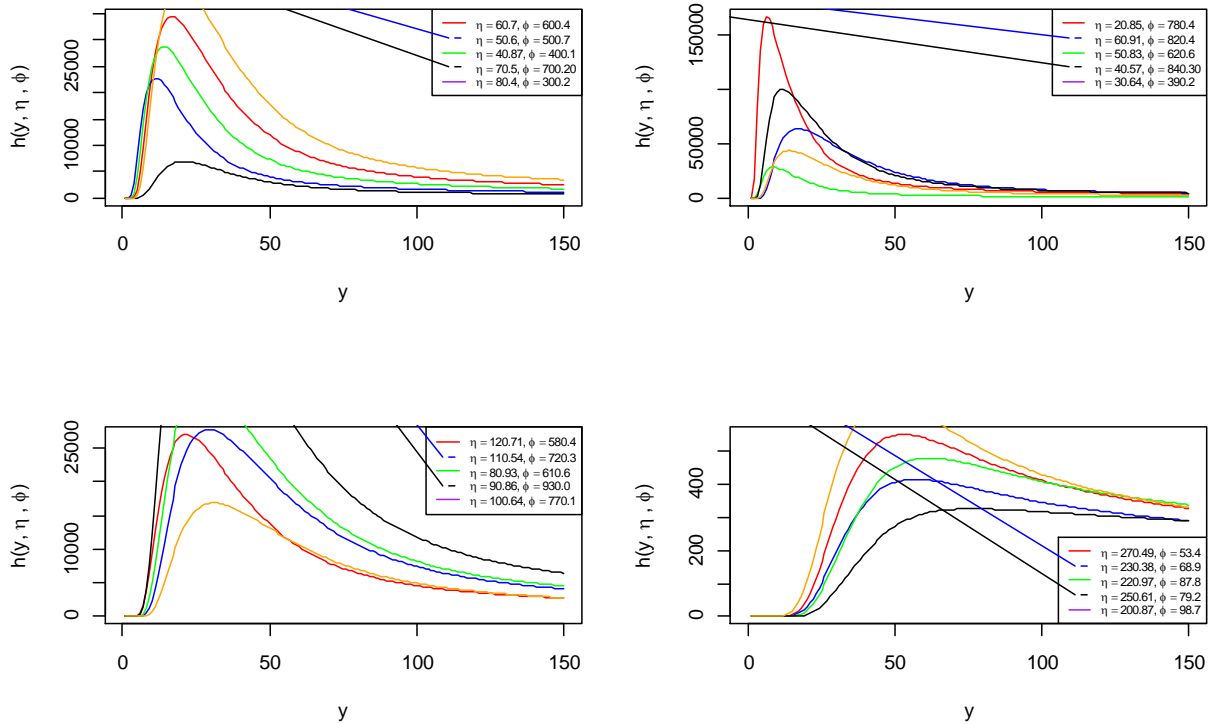 h(y, η , ϕ)
0
10000
25000
0
50
100
150
y
η = 60.7, ϕ = 600.4
η = 50.6, ϕ = 500.7
η = 40.87, ϕ = 400.1
η = 70.5, ϕ = 700.20
η = 80.4, ϕ = 300.2
h(y, η , ϕ)
0
50000
150000
0
50
100
150
y
η = 20.85, ϕ = 780.4
η = 60.91, ϕ = 820.4
η = 50.83, ϕ = 620.6
η = 40.57, ϕ = 840.30
η = 30.64, ϕ = 390.2
h(y, η , ϕ)
0
10000
25000
0
50
100
150
y
η = 120.71, ϕ = 580.4
η = 110.54, ϕ = 720.3
η = 80.93, ϕ = 610.6
η = 90.86, ϕ = 930.0
η = 100.64, ϕ = 770.1
h(y, η , ϕ)
0
200
400
0
50
100
150
y
η = 270.49, ϕ = 53.4
η = 230.38, ϕ = 68.9
η = 220.97, ϕ = 87.8
η = 250.61, ϕ = 79.2
η = 200.87, ϕ = 98.7